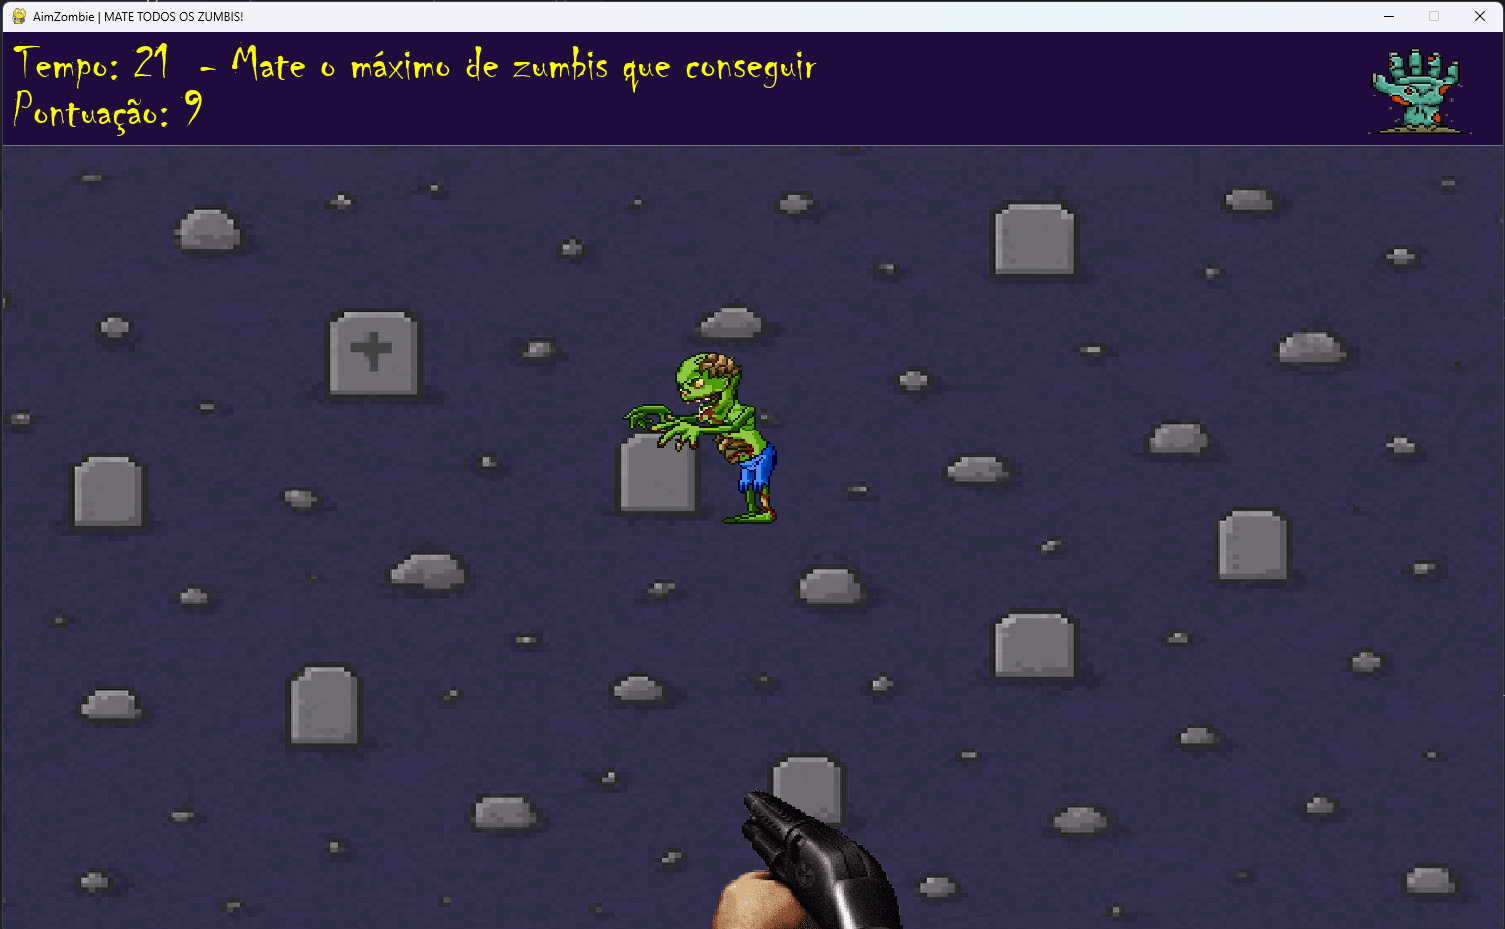 AimZombie | MATE TODOS OS ZUMBIS!
Tempo: 21 - Mate o máximo de zumbis que conseguir
Pontuação: 9